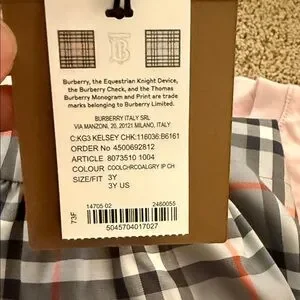 Burberry, the Equestrian Knight Device,
the Burberry Check, and the Thomas
Burberry Monogram and Print are trade
marks belonging to Burberry Limited.
BURBERRY ITALY SRL
VIA MANZONI, 20, 20121 MILANO, ITALY
C:KG3 KELSEY CHK:116036:B6161
ORDER No 4500692812
ARTICLE 8073510 1004
COLOUR COOLCHRCOALGRY IP CH
SIZE/FIT 3Y
3Y US
73F
14705 02 2460055
5045704017027